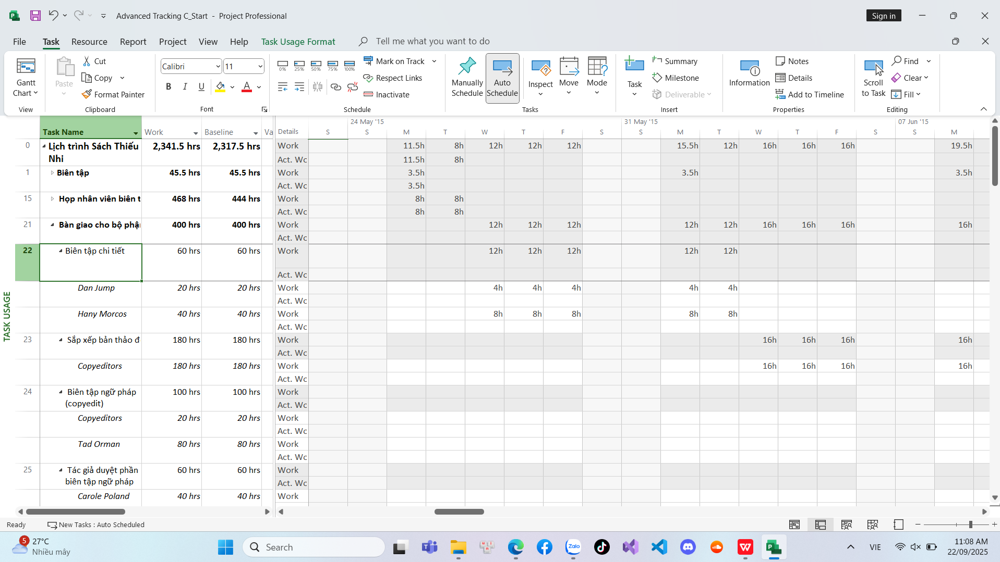 Advanced Tracking C_Start - Project Professional
Sign in
File Task Resource Report Project View Help Task Usage Format Tell me what you want to do
Gantt Chart
View
Paste
Cut
Copy
Format Painter
Clipboard
Calibri 11
B I U A
Font
0% 25% 50% 75% 100%
Mark on Track
Respect Links
Inactivate
Schedule
Manually Schedule
Auto Schedule
Inspect
Move
Mode
Tasks
Task
Summary
Milestone
Deliverable
Insert
Information
Notes
Details
Add to Timeline
Properties
Scroll to Task
Find
Clear
Fill
Editing
TASK USAGE
24 May '15 31 May '15 07 Jun '15
Task Name Work Baseline Va Details S S M T W T F S S M T W T F S S M
0 Lịch trình Sách Thiếu 2,341.5 hrs 2,317.5 hrs Work 11.5h 8h 12h 12h 12h 15.5h 12h 16h 16h 16h 19.5h
Nhi Act. Wc 11.5h 8h
1 Biên tập 45.5 hrs 45.5 hrs Work 3.5h 3.5h 3.5h
Act. Wc 3.5h
15 Họp nhân viên biên t 468 hrs 444 hrs Work 8h 8h
Act. Wc 8h 8h
21 Bàn giao cho bộ phận 400 hrs 400 hrs Work 12h 12h 12h 12h 12h 16h 16h 16h 16h
Act. Wc
22 Biên tập chi tiết 60 hrs 60 hrs Work 12h 12h 12h 12h 12h
Act. Wc
Dan Jump 20 hrs 20 hrs Work 4h 4h 4h 4h 4h
Act. Wc
Hany Morcos 40 hrs 40 hrs Work 8h 8h 8h 8h 8h
Act. Wc
23 Sắp xếp bản thảo đ 180 hrs 180 hrs Work 16h 16h 16h 16h
Act. Wc
Copyeditors 180 hrs 180 hrs Work 16h 16h 16h 16h
Act. Wc
24 Biên tập ngữ pháp 100 hrs 100 hrs Work
(copyedit) Act. Wc
Copyeditors 20 hrs 20 hrs Work
Act. Wc
Tad Orman 80 hrs 80 hrs Work
Act. Wc
25 Tác giả duyệt phần 60 hrs 60 hrs Work
biên tập ngữ pháp Act. Wc
Carole Poland 40 hrs 40 hrs Work
Ready New Tasks : Auto Scheduled
5 27°C
Nhiều mây
Search
Zalo
VIE
11:08 AM
22/09/2025